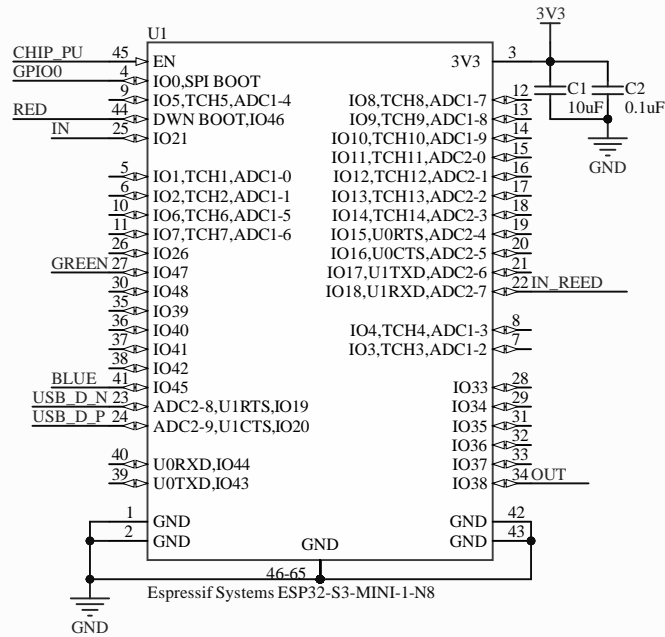 3V3
U1
CHIP_PU 45 EN
3V3 3
GPIO0 4 IO0,SPI BOOT
9 IO5,TCH5,ADC1-4
IO8,TCH8,ADC1-7 12
C1
C2
RED 44 DWN BOOT,IO46
IO9,TCH9,ADC1-8 13
10uF
0.1uF
IN 25 IO21
IO10,TCH10,ADC1-9 14
IO11,TCH11,ADC2-0 15
GND
5 IO1,TCH1,ADC1-0
IO12,TCH12,ADC2-1 16
6 IO2,TCH2,ADC1-1
IO13,TCH13,ADC2-2 17
10 IO6,TCH6,ADC1-5
IO14,TCH14,ADC2-3 18
11 IO7,TCH7,ADC1-6
IO15,U0RTS,ADC2-4 19
26 IO26
IO16,U0CTS,ADC2-5 20
GREEN 27 IO47
IO17,U1TXD,ADC2-6 21
30 IO48
IO18,U1RXD,ADC2-7 22 IN_REED
35 IO39
36 IO40
IO4,TCH4,ADC1-3 8
37 IO41
IO3,TCH3,ADC1-2 7
38 IO42
BLUE 41 IO45
IO33 28
USB_D_N 23 ADC2-8,U1RTS,IO19
IO34 29
USB_D_P 24 ADC2-9,U1CTS,IO20
IO35 31
IO36 32
40 U0RXD,IO44
IO37 33
39 U0TXD,IO43
IO38 34 OUT
1 GND
GND 42
2 GND
GND 43
GND
46-65
Espressif Systems ESP32-S3-MINI-1-N8
GND